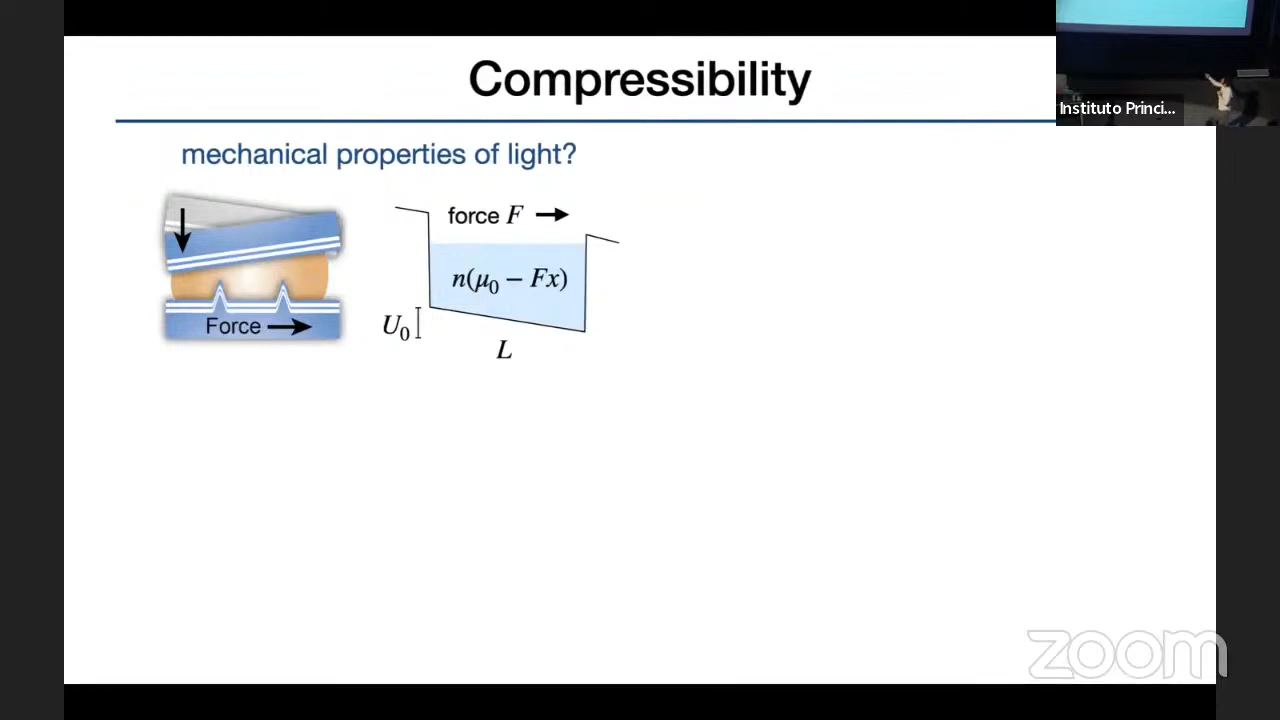 Compressibility
Instituto Princi...
mechanical properties of light?
force F →
n(μ₀ − Fx)
Force →
U₀
L
zoom